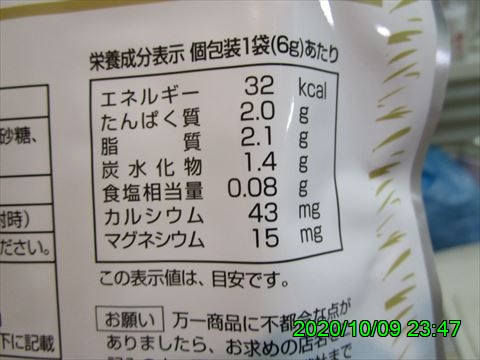 栄養成分表示 個包装1袋(6g)あたり
エネルギー 32 kcal
たんぱく質 2.0 g
脂質 2.1 g
炭水化物 1.4 g
食塩相当量 0.08 g
カルシウム 43 mg
マグネシウム 15 mg
この表示値は、目安です。
お願い 万一商品に不都合な点が
ありましたら、お求めの店名を
砂糖、
時)
ださい。
下に記載
2020/10/09 23:47